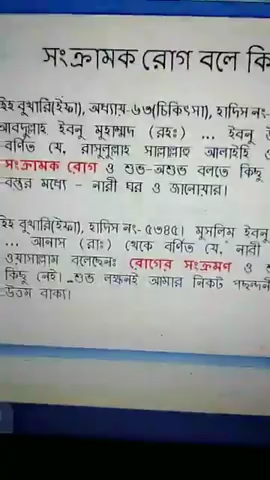 সংক্রামক রোগ বলে কি
বুখারি(ইফা), অধ্যায়-৬৩(চিকিৎসা), হাদিস নং-
আবদুল্লাহ ইবনু মুহাম্মদ (রহঃ) ... ইবনু
বর্ণিত যে, রাসুলুল্লাহ সাল্লাল্লাহু আলাইহি
সংক্রামক রোগ ও শুভ-অশুভ বলতে কিছু
বস্তুর মধ্যে - নারী ঘর ও জানোয়ার।
বুখারি(ইফা), হাদিস নং- ৫৩৪৫। মুসলিম ইবনু
... আনাস (রাঃ) থেকে বর্ণিত যে, নারী
ওয়াসাল্লাম বলেছেনঃ রোগের সংক্রমণ ও
কিছু নেই। শুভ লক্ষনই আমার নিকট পছন্দন
উত্তম বাক্য।